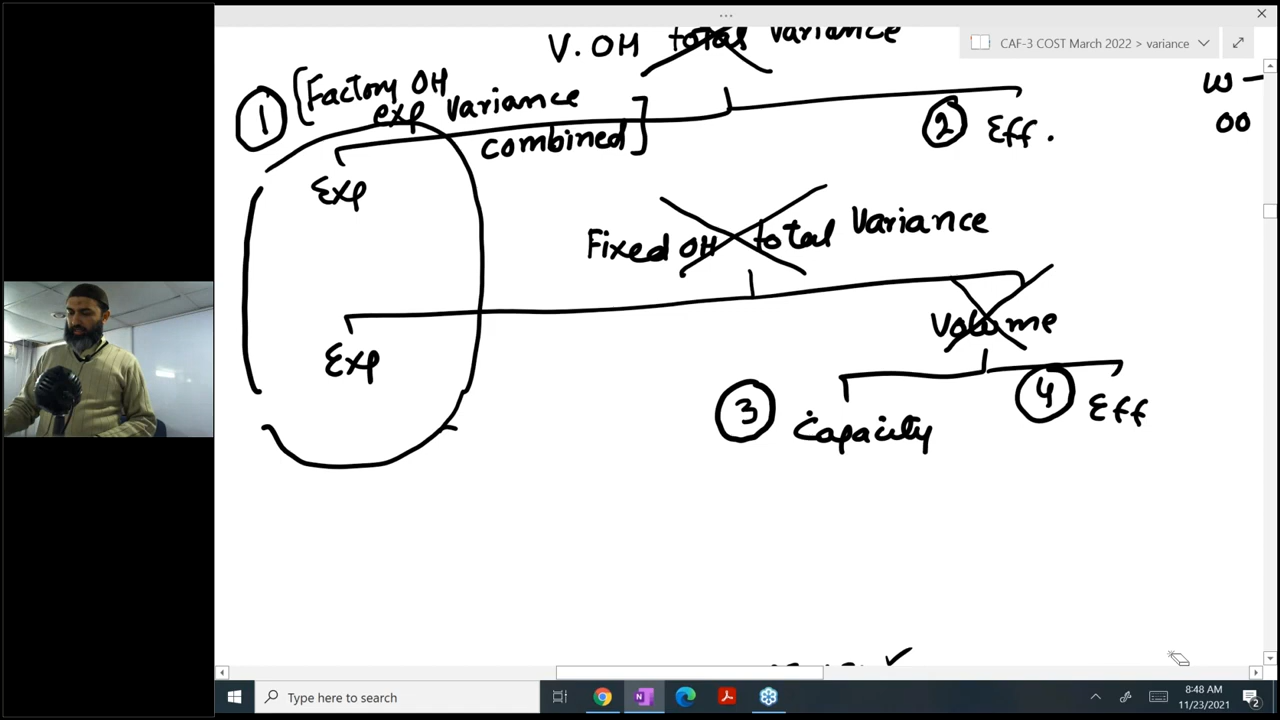 ...
CAF-3 COST March 2022 > variance
V. OH total Variance
① [Factory OH
exp Variance
combined]
Exp
② Eff.
W -
00
Fixed OH total Variance
Exp
Volume
③ Capacity
④ Eff
Type here to search
8:48 AM
11/23/2021
2